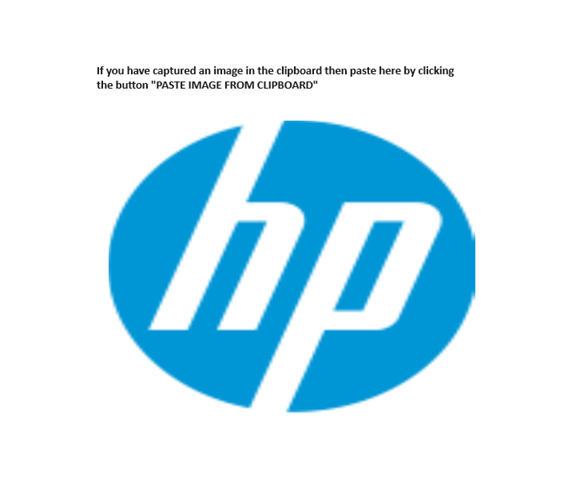 If you have captured an image in the clipboard then paste here by clicking
the button "PASTE IMAGE FROM CLIPBOARD"
hp